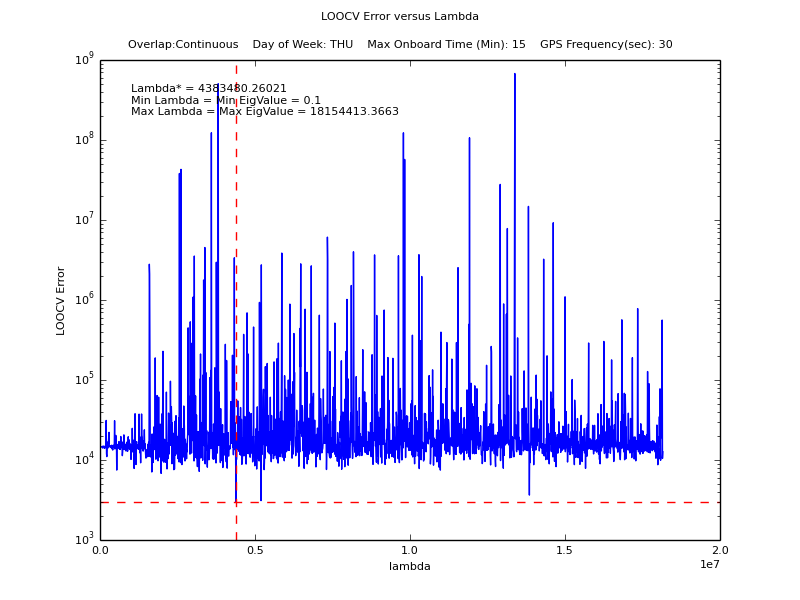 LOOCV Error versus Lambda
Overlap:Continuous Day of Week: THU Max Onboard Time (Min): 15 GPS Frequency(sec): 30
10^9
Lambda* = 4383480.26021
Min Lambda = Min EigValue = 0.1
Max Lambda = Max EigValue = 18154413.3663
10^8
10^7
10^6
10^5
10^4
10^3
LOOCV Error
0.0 0.5 1.0 1.5 2.0
1e7
lambda